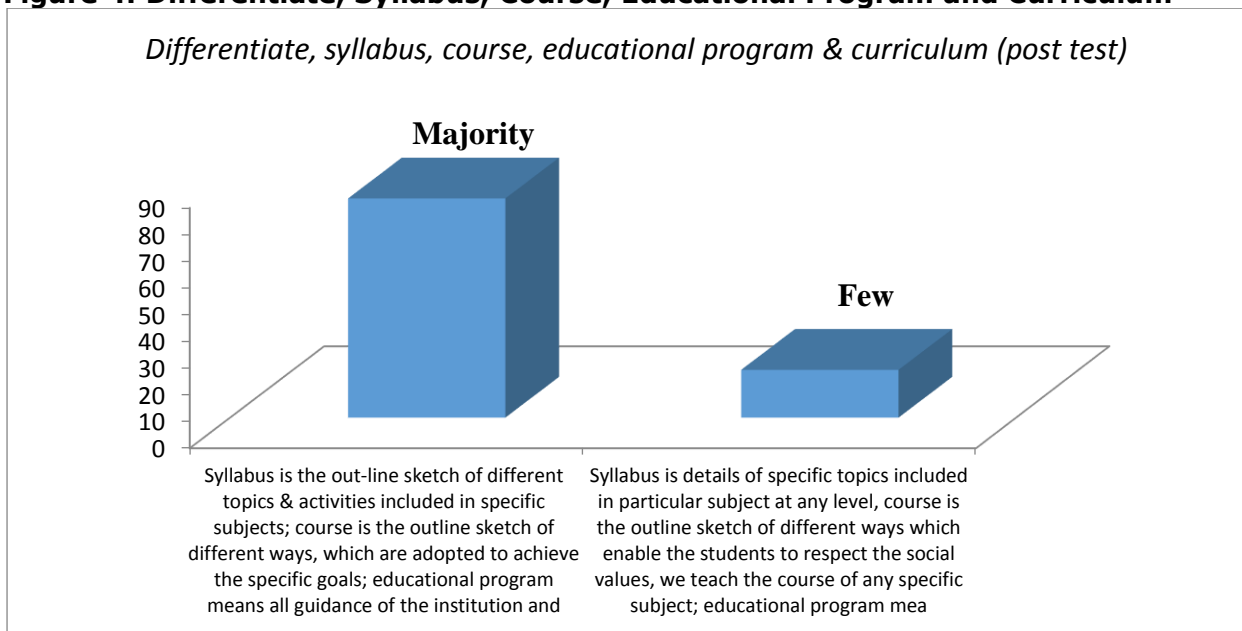 Differentiate, syllabus, course, educational program & curriculum (post test)
Majority
Few
90
80
70
60
50
40
30
20
10
0
Syllabus is the out-line sketch of different
topics & activities included in specific
subjects; course is the outline sketch of
different ways, which are adopted to achieve
the specific goals; educational program
means all guidance of the institution and
Syllabus is details of specific topics included
in particular subject at any level, course is
the outline sketch of different ways which
enable the students to respect the social
values, we teach the course of any specific
subject; educational program mea